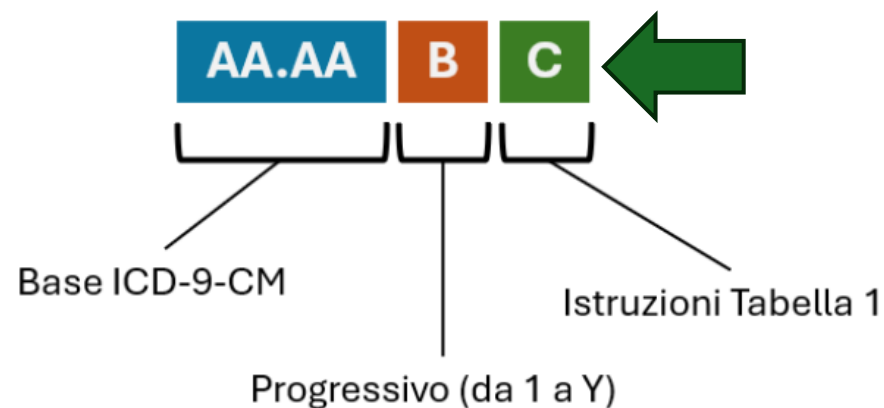 AA.AA B C
Base ICD-9-CM
Istruzioni Tabella 1
Progressivo (da 1 a Y)